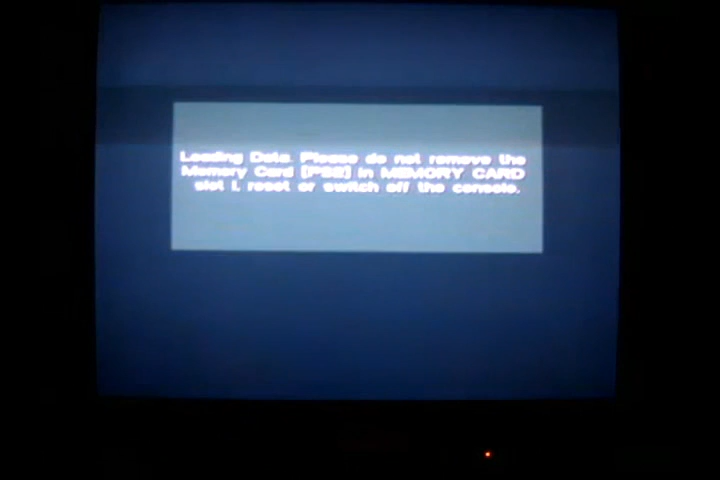 Loading Data. Please do not remove the
Memory Card [PS2] in MEMORY CARD
slot 1, reset or switch off the console.